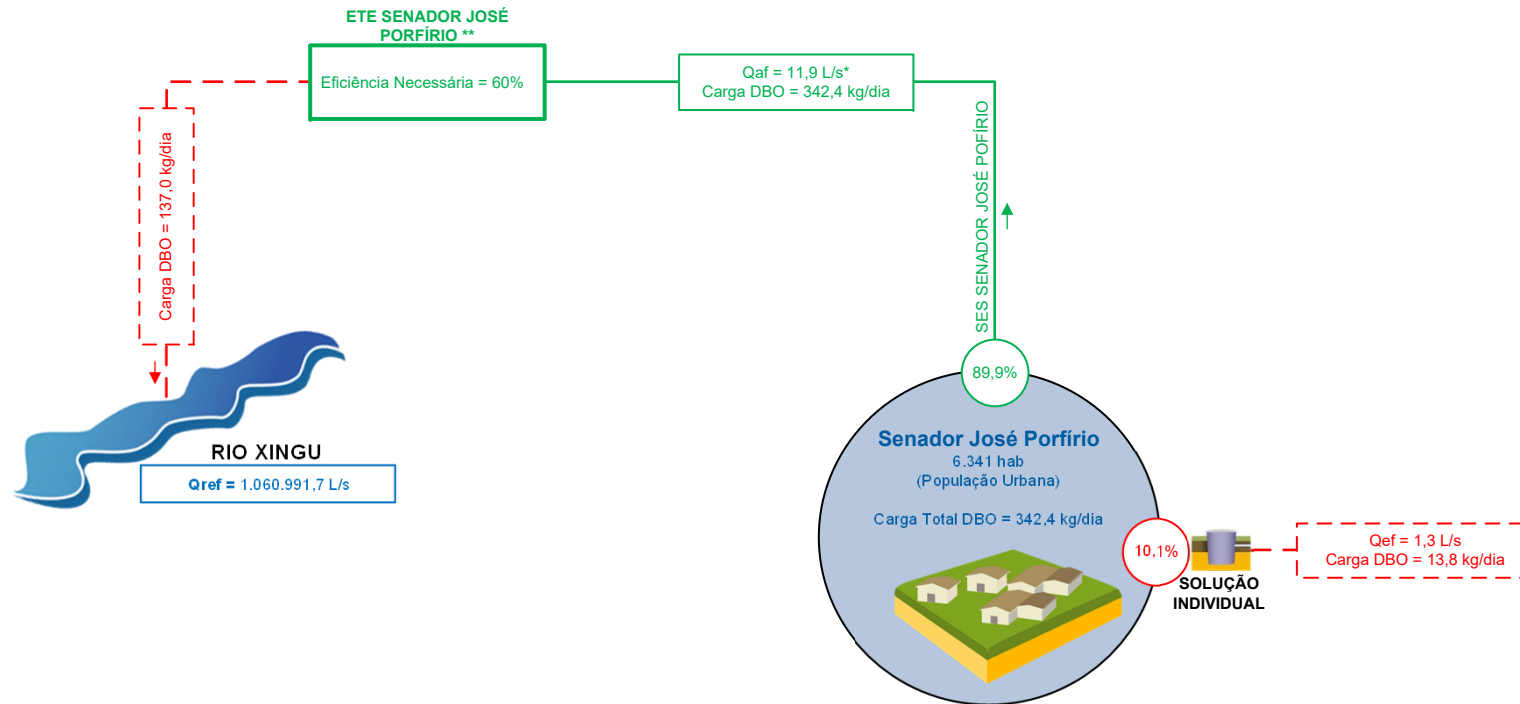 ETE SENADOR JOSÉ
PORFÍRIO **
Eficiência Necessária = 60%
Qaf = 11,9 L/s*
Carga DBO = 342,4 kg/dia
Carga DBO = 137,0 kg/dia
SES SENADOR JOSÉ POFÍRIO
RIO XINGU
Qref = 1.060.991,7 L/s
89,9%
Senador José Porfírio
6.341 hab
(População Urbana)
Carga Total DBO = 342,4 kg/dia
10,1%
SOLUÇÃO
INDIVIDUAL
Qef = 1,3 L/s
Carga DBO = 13,8 kg/dia